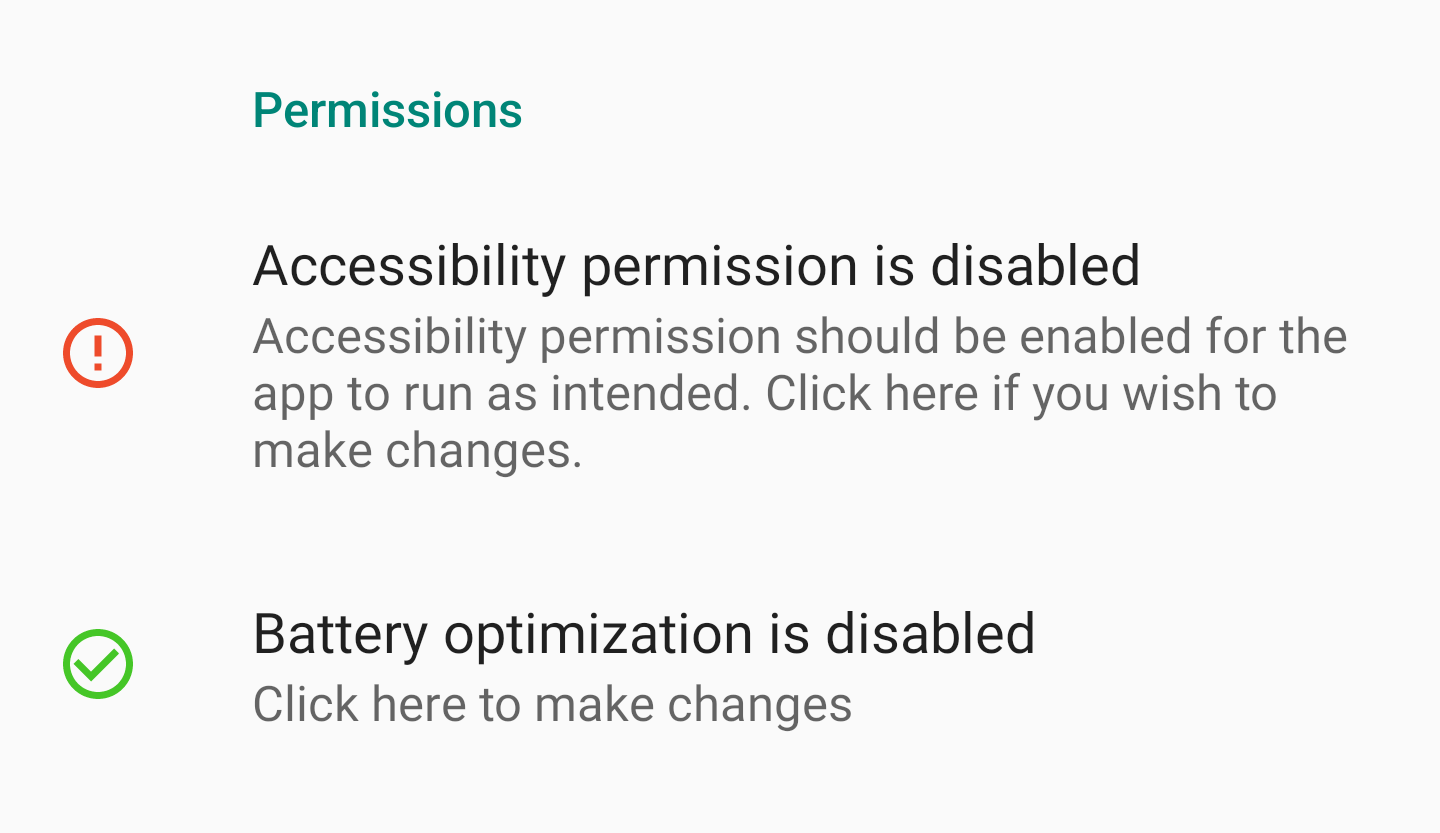 Permissions
Accessibility permission is disabled
Accessibility permission should be enabled for the
app to run as intended. Click here if you wish to
make changes.
Battery optimization is disabled
Click here to make changes